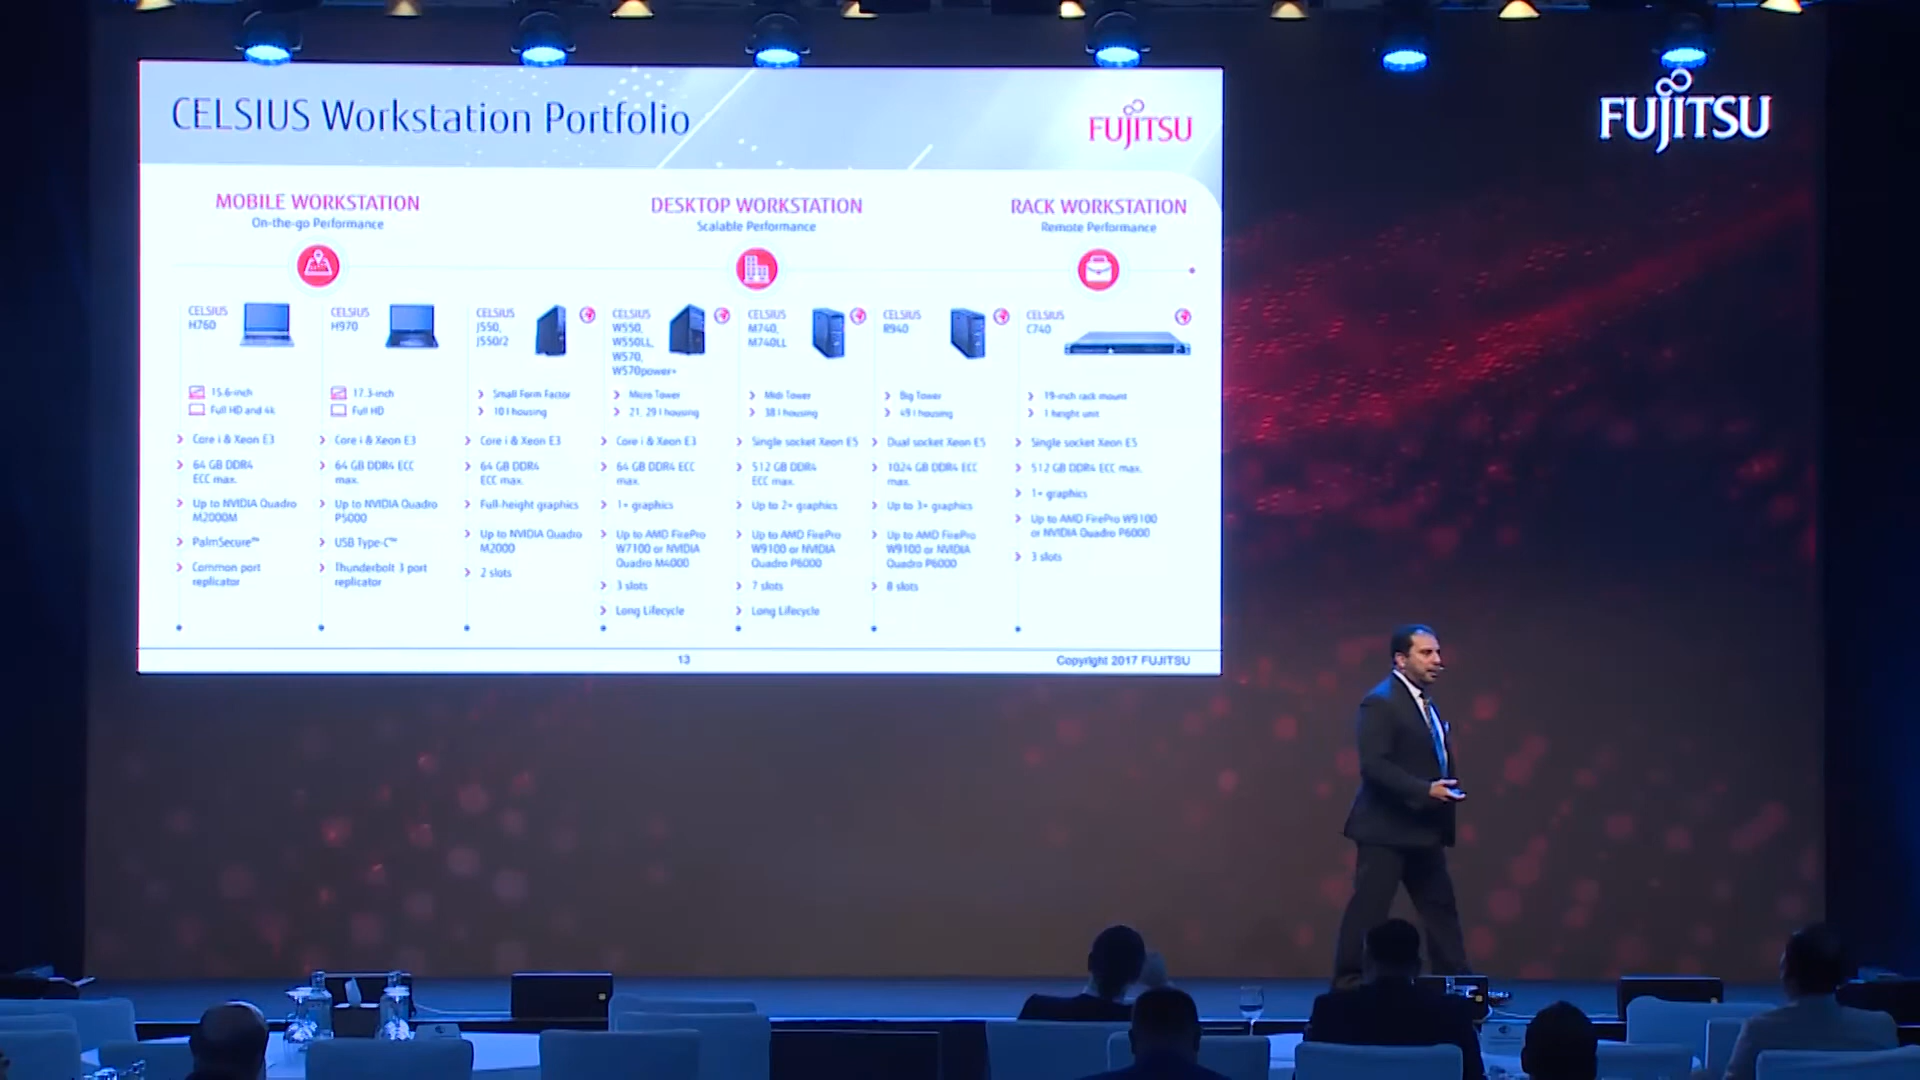 CELSIUS Workstation Portfolio
FUJITSU
FUJITSU
MOBILE WORKSTATION
On-the-go Performance
DESKTOP WORKSTATION
Scalable Performance
RACK WORKSTATION
Remote Performance
CELSIUS
H760
15.6-inch
Full HD and 4k
Core i & Xeon E3
64 GB DDR4
ECC max.
Up to NVIDIA Quadro
M2000M
PalmSecure™
Common port
replicator
CELSIUS
H970
17.3-inch
Full HD
Core i & Xeon E3
64 GB DDR4 ECC
max.
Up to NVIDIA Quadro
P5000
USB Type-C™
Thunderbolt 3 port
replicator
CELSIUS
J550,
J550/2
Small Form Factor
10 l housing
Core i & Xeon E3
64 GB DDR4
ECC max.
Full-height graphics
Up to NVIDIA Quadro
M2000
2 slots
CELSIUS
W550,
W550LL,
W570,
W570power+
Micro Tower
21, 29 l housing
Core i & Xeon E3
64 GB DDR4 ECC
max.
1+ graphics
Up to AMD FirePro
W7100 or NVIDIA
Quadro M4000
3 slots
Long Lifecycle
CELSIUS
M740,
M740LL
Midi Tower
38 l housing
Single socket Xeon E5
512 GB DDR4
ECC max.
Up to 2+ graphics
Up to AMD FirePro
W9100 or NVIDIA
Quadro P6000
7 slots
Long Lifecycle
CELSIUS
R940
Big Tower
49 l housing
Dual socket Xeon E5
1024 GB DDR4 ECC
max.
Up to 3+ graphics
Up to AMD FirePro
W9100 or NVIDIA
Quadro P6000
8 slots
CELSIUS
C740
19-inch rack mount
1 height unit
Single socket Xeon E5
512 GB DDR4 ECC max.
1+ graphics
Up to AMD FirePro W9100
or NVIDIA Quadro P6000
3 slots
13
Copyright 2017 FUJITSU